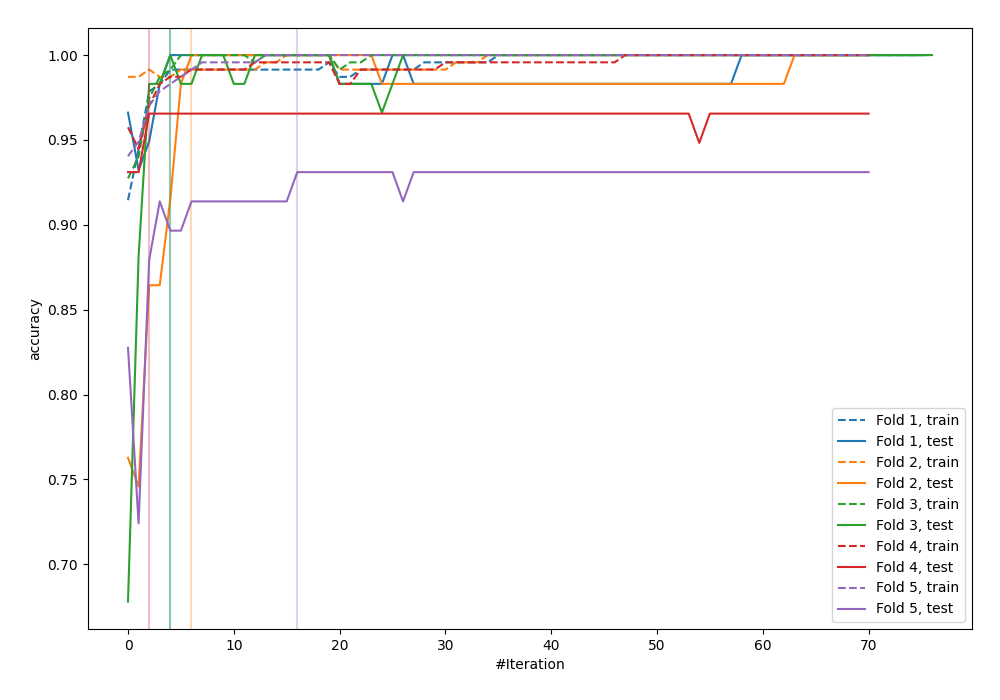 1.00
0.95
0.90
0.85
0.80
0.75
0.70
accuracy
0
10
20
30
40
50
60
70
#Iteration
Fold 1, train
Fold 1, test
Fold 2, train
Fold 2, test
Fold 3, train
Fold 3, test
Fold 4, train
Fold 4, test
Fold 5, train
Fold 5, test